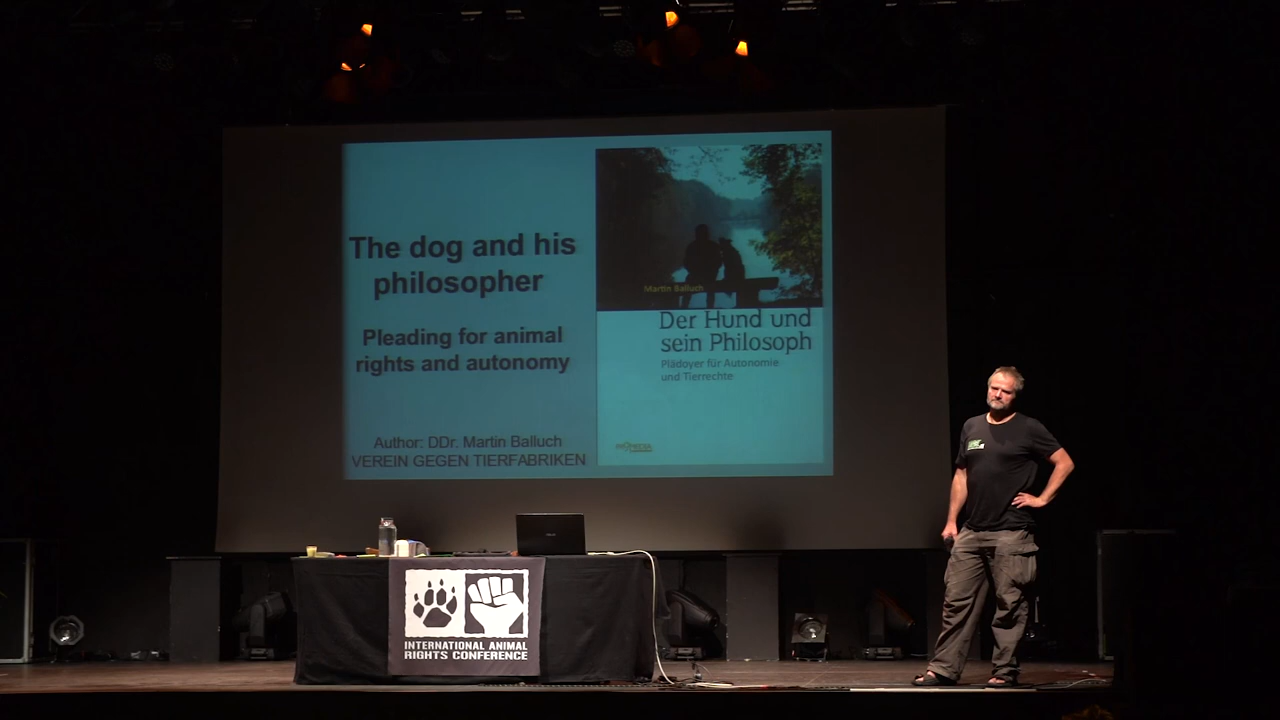 The dog and his
philosopher
Pleading for animal
rights and autonomy
Author: DDr. Martin Balluch
VEREIN GEGEN TIERFABRIKEN
Martin Balluch
Der Hund und
sein Philosoph
Plädoyer für Autonomie
und Tierrechte
INTERNATIONAL ANIMAL
RIGHTS CONFERENCE